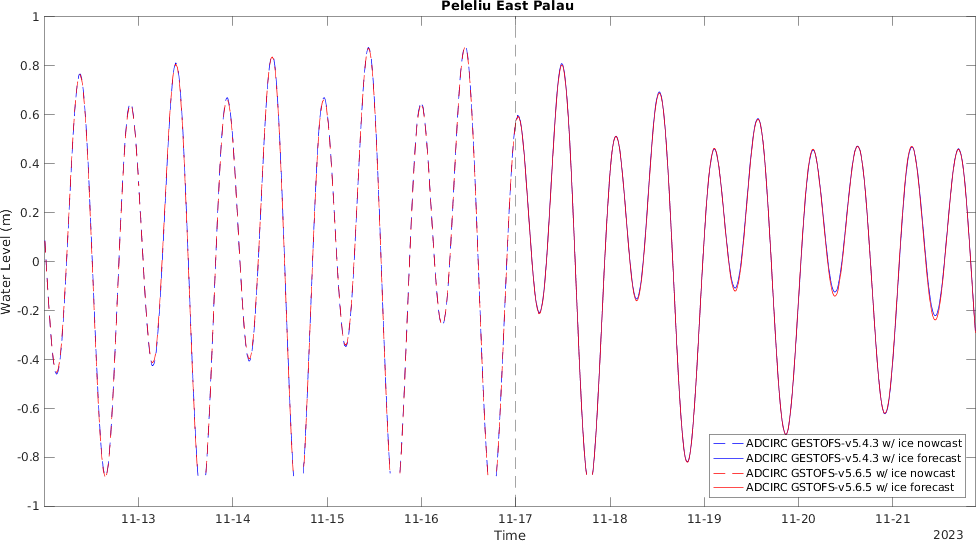 Peleliu East Palau
1
0.8
0.6
0.4
0.2
0
-0.2
-0.4
-0.6
-0.8
-1
Water Level (m)
ADCIRC GESTOFS-v5.4.3 w/ ice nowcast
ADCIRC GESTOFS-v5.4.3 w/ ice forecast
ADCIRC GSTOFS-v5.6.5 w/ ice nowcast
ADCIRC GSTOFS-v5.6.5 w/ ice forecast
11-13 11-14 11-15 11-16 11-17 11-18 11-19 11-20 11-21
Time
2023